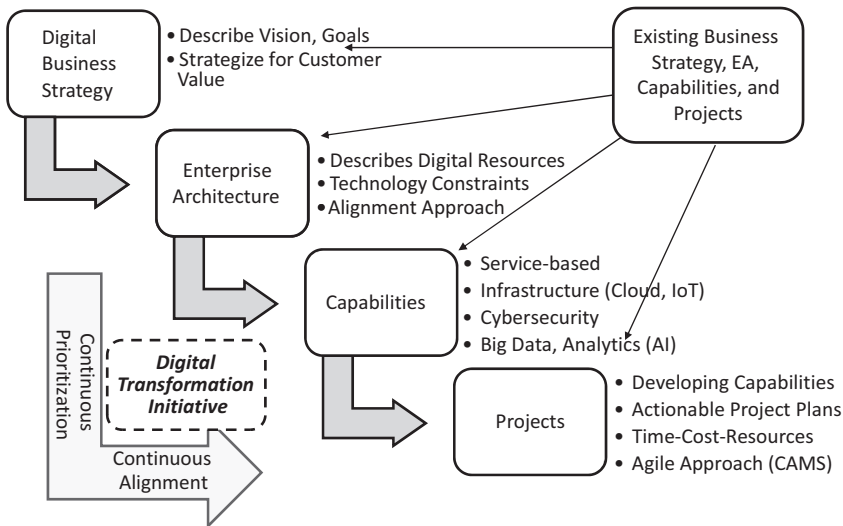 Digital
Business
Strategy
• Describe Vision, Goals
• Strategize for Customer
Value
Existing Business
Strategy, EA,
Capabilities, and
Projects
Enterprise
Architecture
• Describes Digital Resources
• Technology Constraints
• Alignment Approach
Capabilities
• Service-based
• Infrastructure (Cloud, IoT)
• Cybersecurity
• Big Data, Analytics (AI)
Continuous
Prioritization
Digital
Transformation
Initiative
Continuous
Alignment
Projects
• Developing Capabilities
• Actionable Project Plans
• Time-Cost-Resources
• Agile Approach (CAMS)